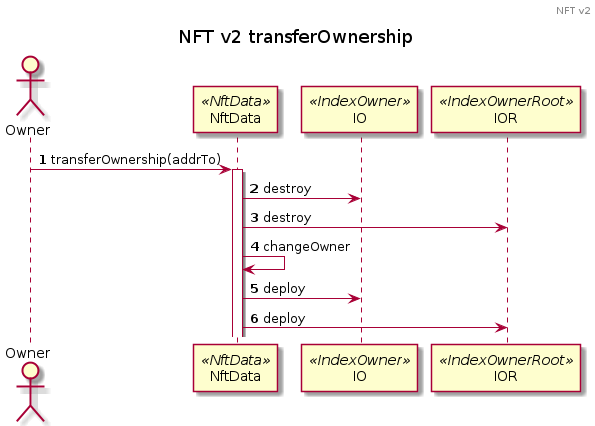 NFT v2
NFT v2 transferOwnership
Owner
«NftData»
NftData
«IndexOwner»
IO
«IndexOwnerRoot»
IOR
1 transferOwnership(addrTo)
2 destroy
3 destroy
4 changeOwner
5 deploy
6 deploy
Owner
«NftData»
NftData
«IndexOwner»
IO
«IndexOwnerRoot»
IOR